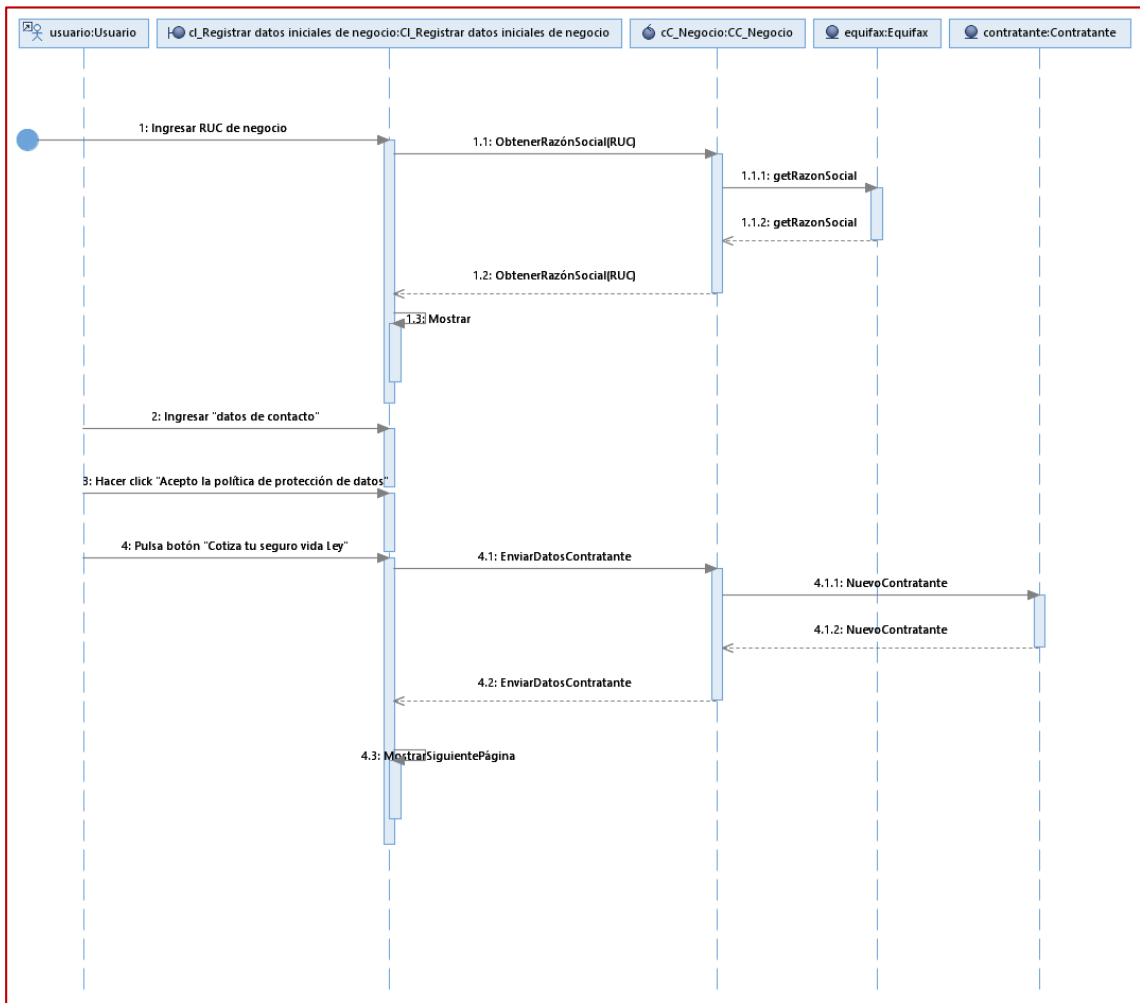 usuario:Usuario
cI_Registrar datos iniciales de negocio:CI_Registrar datos iniciales de negocio
cC_Negocio:CC_Negocio
equifax:Equifax
contratante:Contratante
1: Ingresar RUC de negocio
1.1: ObtenerRazónSocial(RUC)
1.1.1: getRazonSocial
1.1.2: getRazonSocial
1.2: ObtenerRazónSocial(RUC)
1.3: Mostrar
2: Ingresar "datos de contacto"
3: Hacer click "Acepto la política de protección de datos"
4: Pulsa botón "Cotiza tu seguro vida Ley"
4.1: EnviarDatosContratante
4.1.1: NuevoContratante
4.1.2: NuevoContratante
4.2: EnviarDatosContratante
4.3: MostrarSiguientePágina